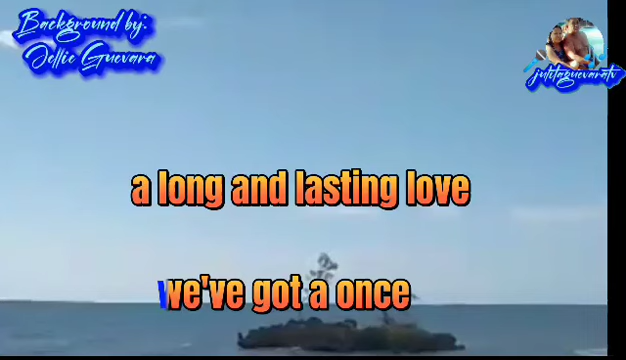 Background by:
Jellie Guevara
julitaguevaratv
a long and lasting love
we've got a once